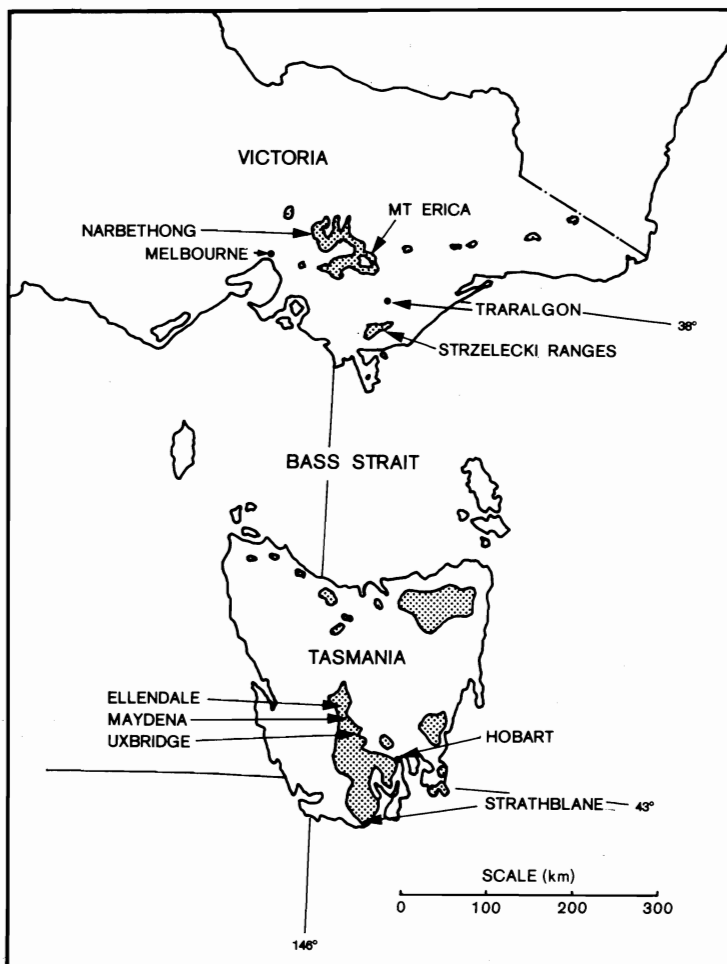 VICTORIA
NARBETHONG
MT ERICA
MELBOURNE
TRARALGON
38°
STRZELECKI RANGES
BASS STRAIT
TASMANIA
ELLENDALE
MAYDENA
UXBRIDGE
HOBART
STRATHBLANE
43°
SCALE (km)
0 100 200 300
146°